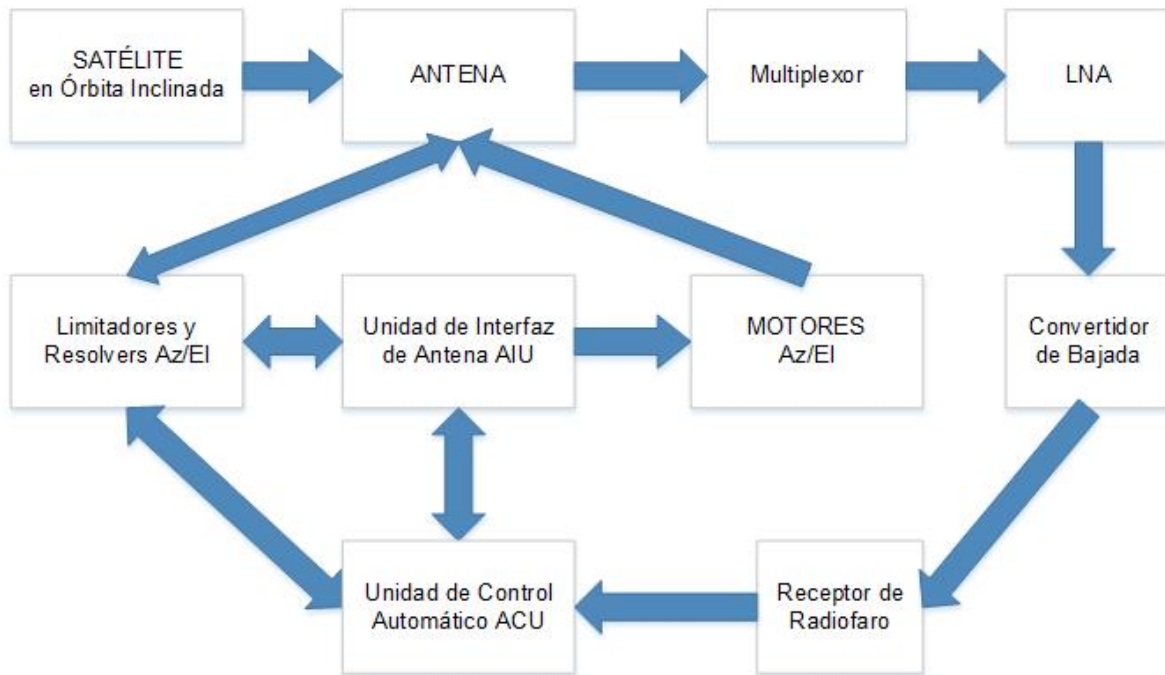 SATÉLITE
en Órbita Inclinada
ANTENA
Multiplexor
LNA
Limitadores y
Resolvers Az/El
Unidad de Interfaz
de Antena AIU
MOTORES
Az/El
Convertidor
de Bajada
Unidad de Control
Automático ACU
Receptor de
Radiofaro